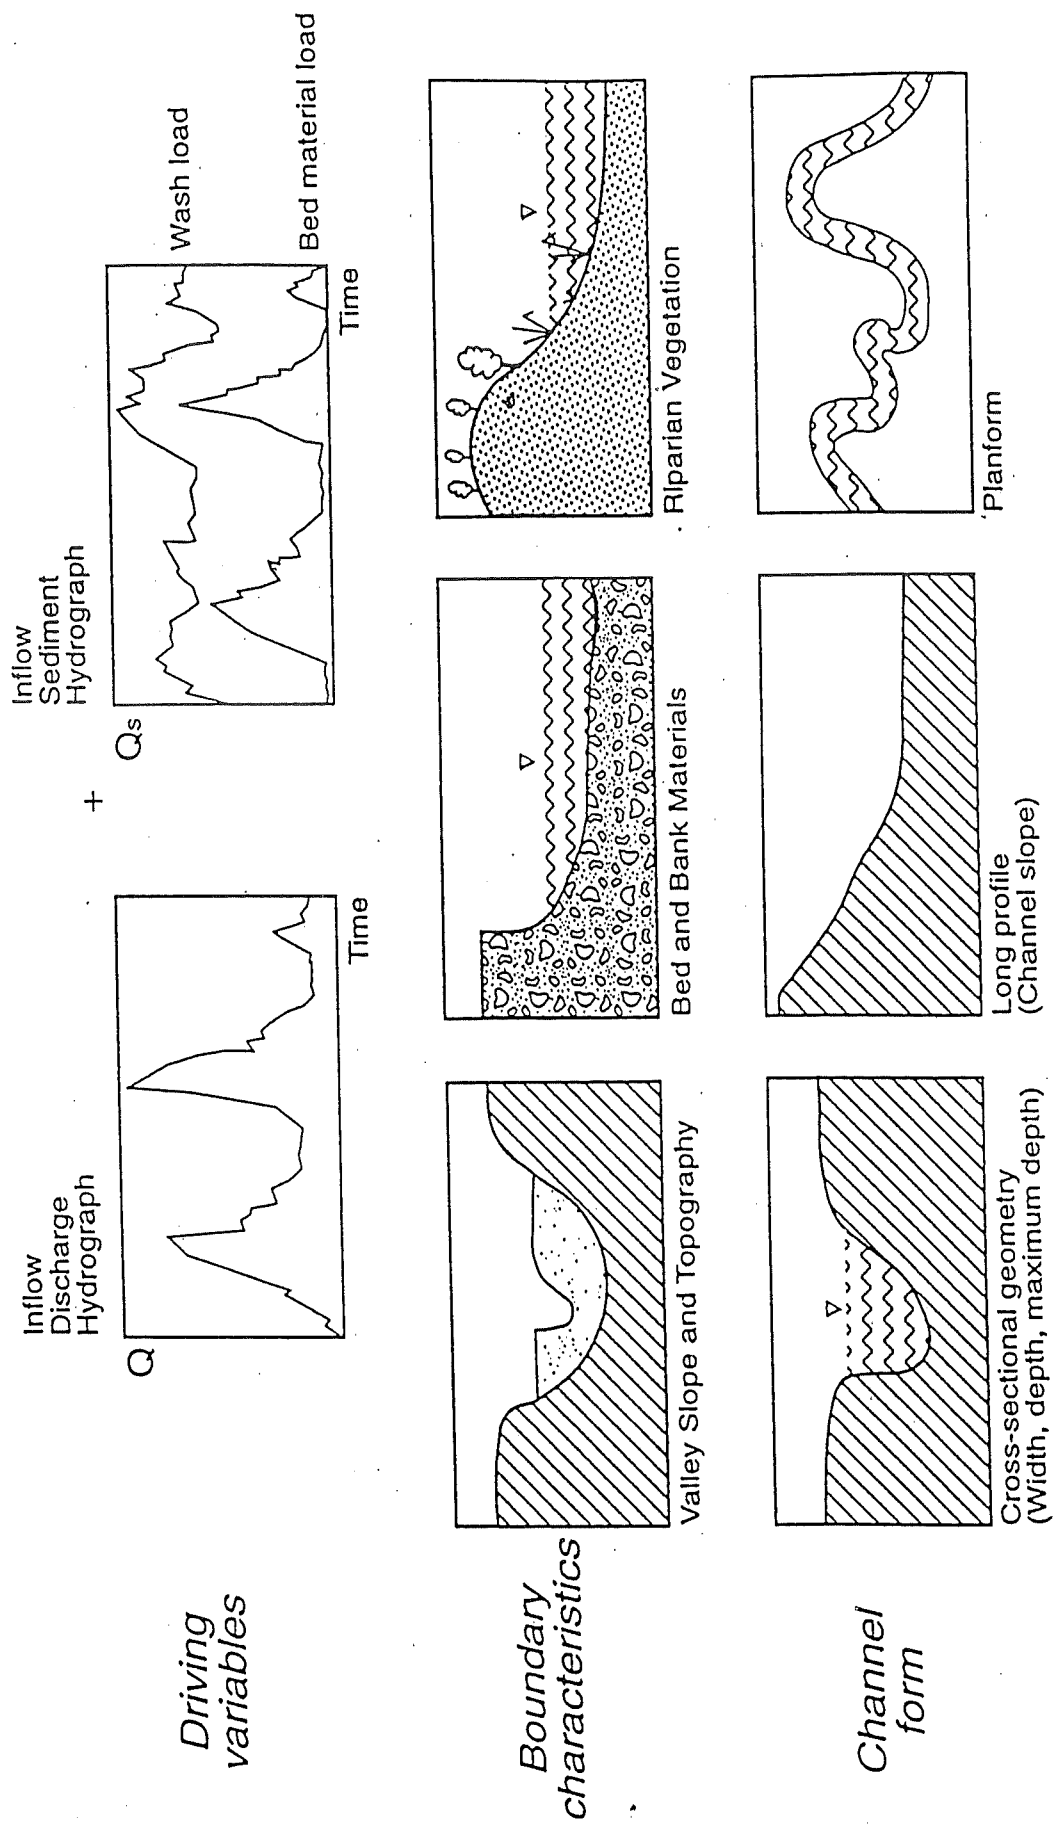 Driving
variables
Inflow
Discharge
Hydrograph
Q
Time
+
Inflow
Sediment
Hydrograph
Qs
Wash load
Bed material load
Time
Boundary
characteristics
Valley Slope and Topography
Bed and Bank Materials
Riparian Vegetation
Channel
form
Cross-sectional geometry
(Width, depth, maximum depth)
Long profile
(Channel slope)
Planform